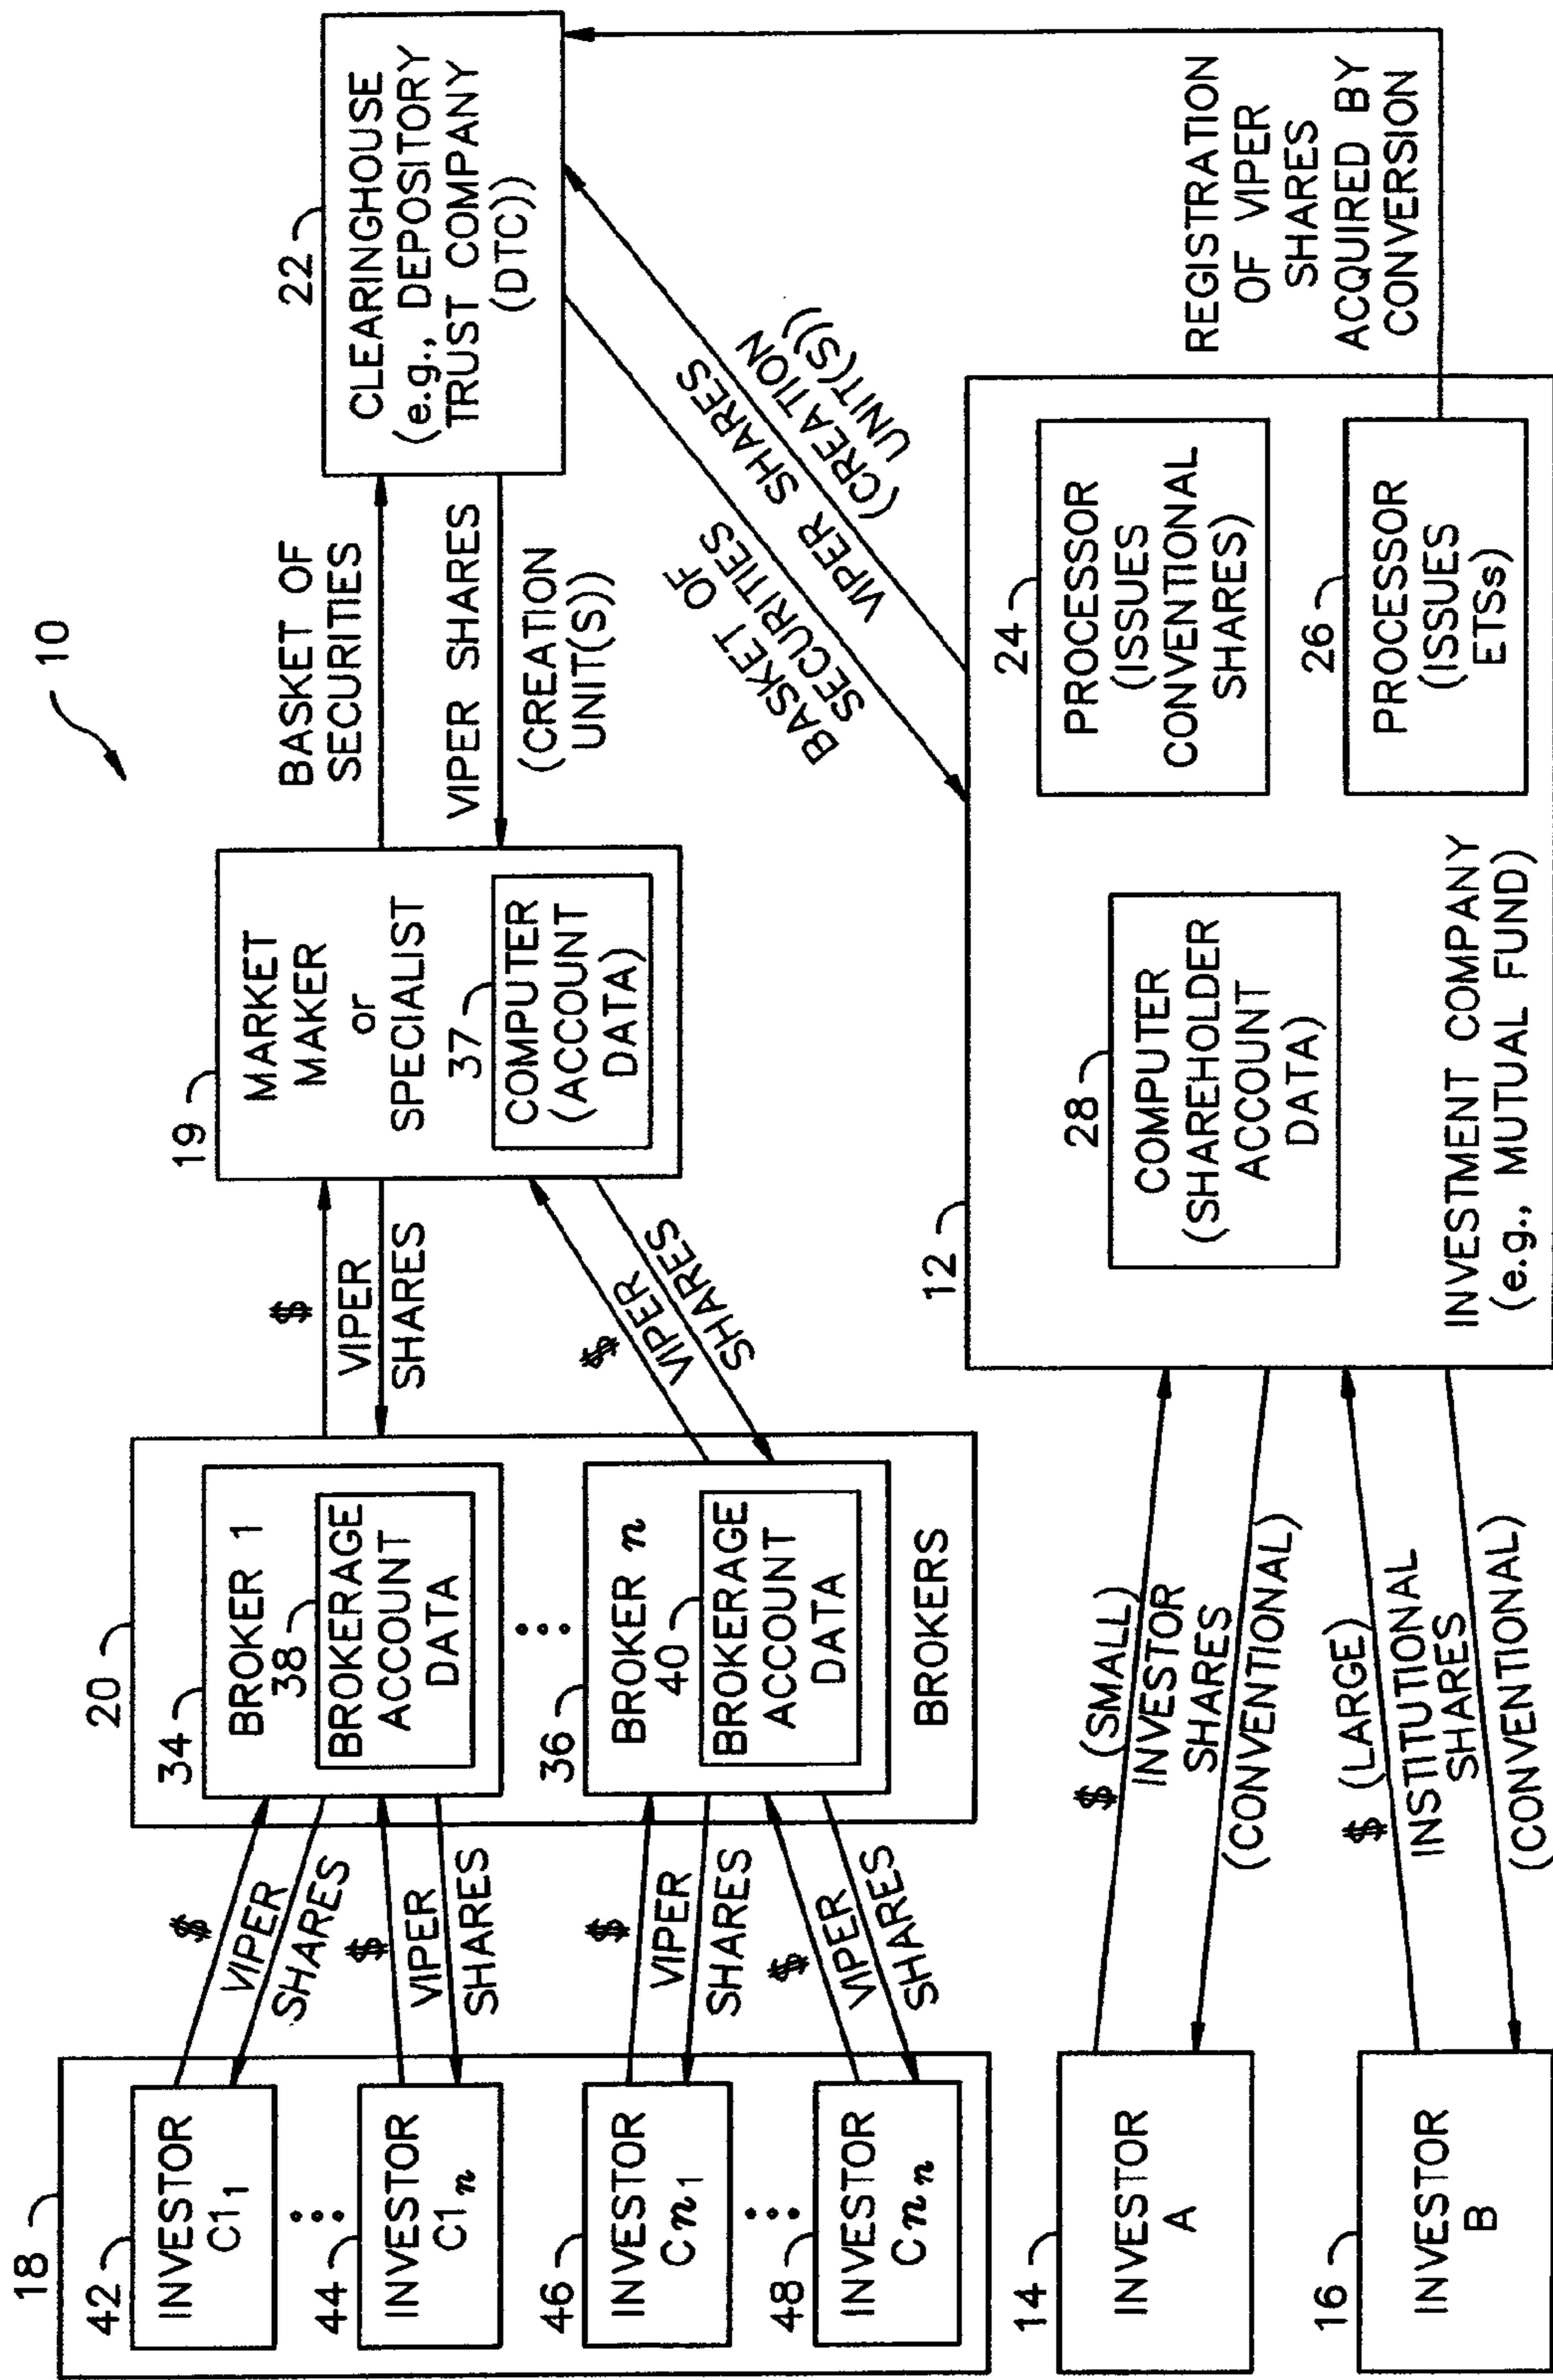 10
18
42
INVESTOR
C1₁
44
INVESTOR
C1ₙ
46
INVESTOR
Cn₁
48
INVESTOR
Cnₙ
$
VIPER
SHARES
$
VIPER
SHARES
$
VIPER
SHARES
$
VIPER
SHARES
20
34
BROKER 1
38
BROKERAGE
ACCOUNT
DATA
36
BROKER n
40
BROKERAGE
ACCOUNT
DATA
BROKERS
$
VIPER
SHARES
$
VIPER
SHARES
19
MARKET
MAKER
or
SPECIALIST
37
COMPUTER
(ACCOUNT
DATA)
BASKET OF
SECURITIES
VIPER SHARES
(CREATION
UNIT(S))
22
CLEARINGHOUSE
(e.g., DEPOSITORY
TRUST COMPANY
(DTC))
BASKET OF
SECURITIES
VIPER SHARES
(CREATION
UNIT(S))
REGISTRATION
OF VIPER
SHARES
ACQUIRED BY
CONVERSION
14
INVESTOR
A
16
INVESTOR
B
$ (SMALL)
INVESTOR
SHARES
(CONVENTIONAL)
$ (LARGE)
INSTITUTIONAL
SHARES
(CONVENTIONAL)
12
28
COMPUTER
(SHAREHOLDER
ACCOUNT
DATA)
24
PROCESSOR
(ISSUES
CONVENTIONAL
SHARES)
26
PROCESSOR
(ISSUES
ETSs)
INVESTMENT COMPANY
(e.g., MUTUAL FUND)